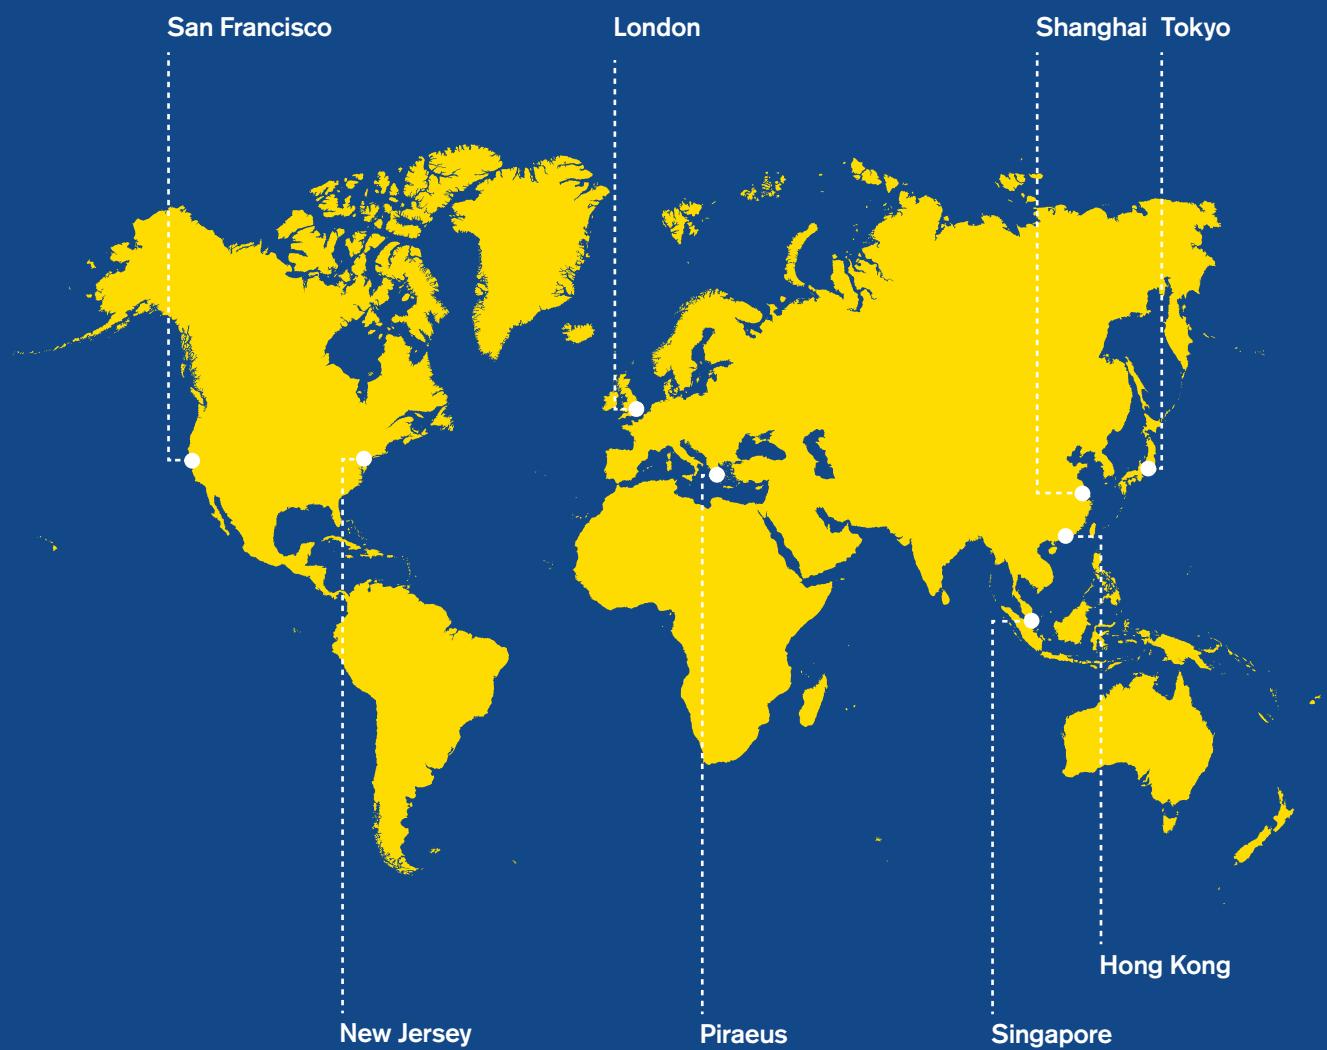 San Francisco
London
Shanghai
Tokyo
Hong Kong
New Jersey
Piraeus
Singapore